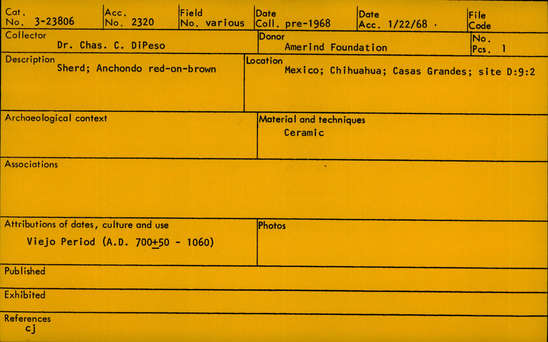 Cat. Acc. Field Date Date File
No. 3-23806 No. 2320 No. various Coll. pre-1968 Acc. 1/22/68 Code
Collector Donor No.
Dr. Chas. C. DiPeso Amerind Foundation Pcs. 1
Description Location
Sherd; Anchondo red-on-brown Mexico; Chihuahua; Casas Grandes; site D:9:2
Archaeological context Material and techniques
Ceramic
Associations
Attributions of dates, culture and use Photos
Viejo Period (A.D. 700±50 - 1060)
Published
Exhibited
References
cj